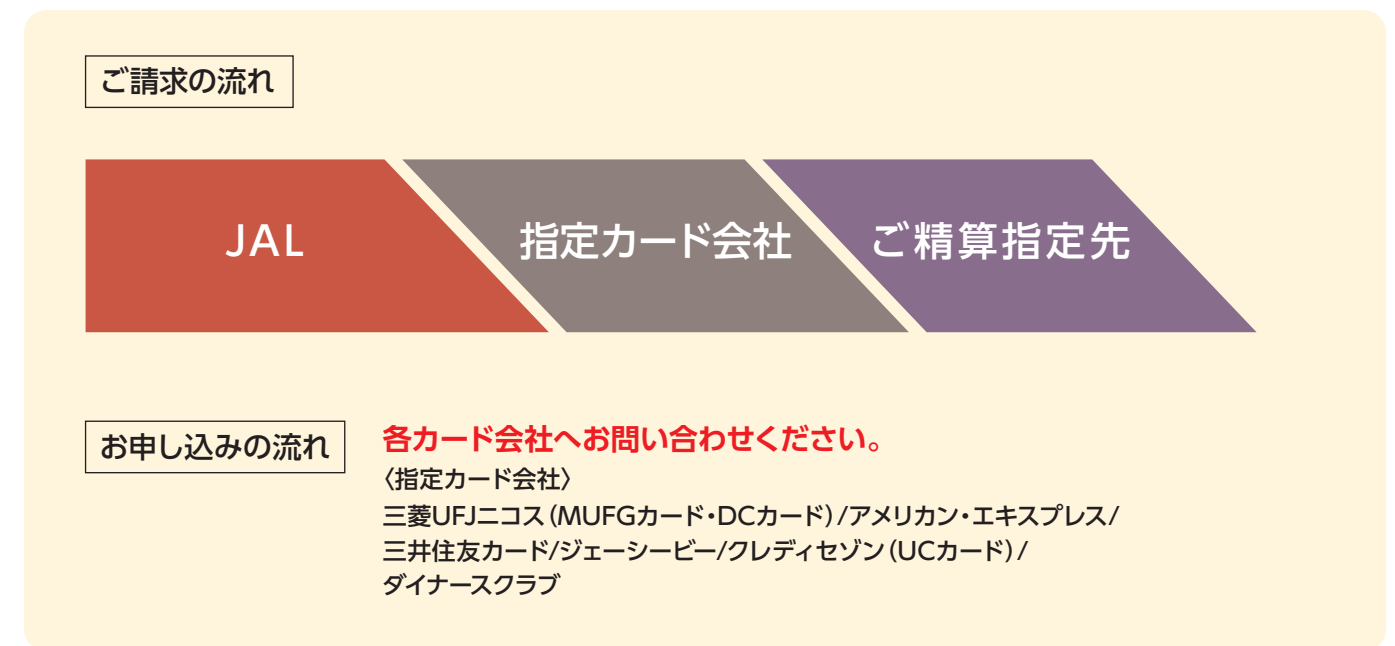 ご請求の流れ
JAL
指定カード会社
ご精算指定先
お申し込みの流れ
各カード会社へお問い合わせください。
〈指定カード会社〉
三菱UFJニコス(MUFGカード・DCカード)/アメリカン・エキスプレス/
三井住友カード/ジェーシービー/クレディセゾン(UCカード)/
ダイナースクラブ